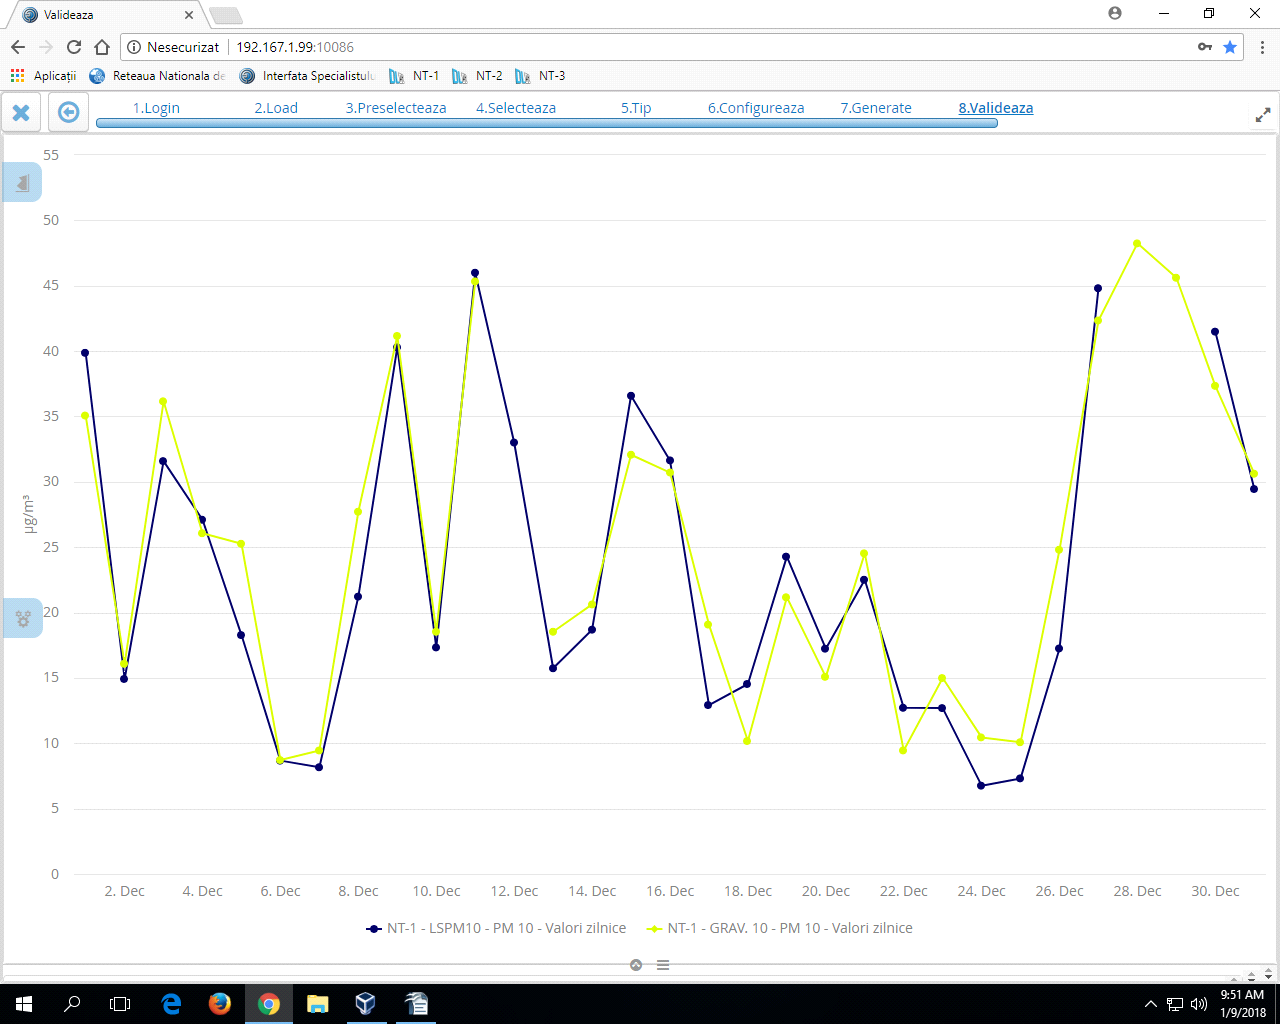 Valideaza
Nesecurizat 192.167.1.99:10086
Aplicații Reteaua Nationala de Interfata Specialistulu NT-1 NT-2 NT-3
1.Login 2.Load 3.Preselecteaza 4.Selecteaza 5.Tip 6.Configureaza 7.Generate 8.Valideaza
55
50
45
40
35
30
µg/m³
25
20
15
10
5
0
2. Dec 4. Dec 6. Dec 8. Dec 10. Dec 12. Dec 14. Dec 16. Dec 18. Dec 20. Dec 22. Dec 24. Dec 26. Dec 28. Dec 30. Dec
NT-1 - LSPM10 - PM 10 - Valori zilnice NT-1 - GRAV. 10 - PM 10 - Valori zilnice
9:51 AM
1/9/2018